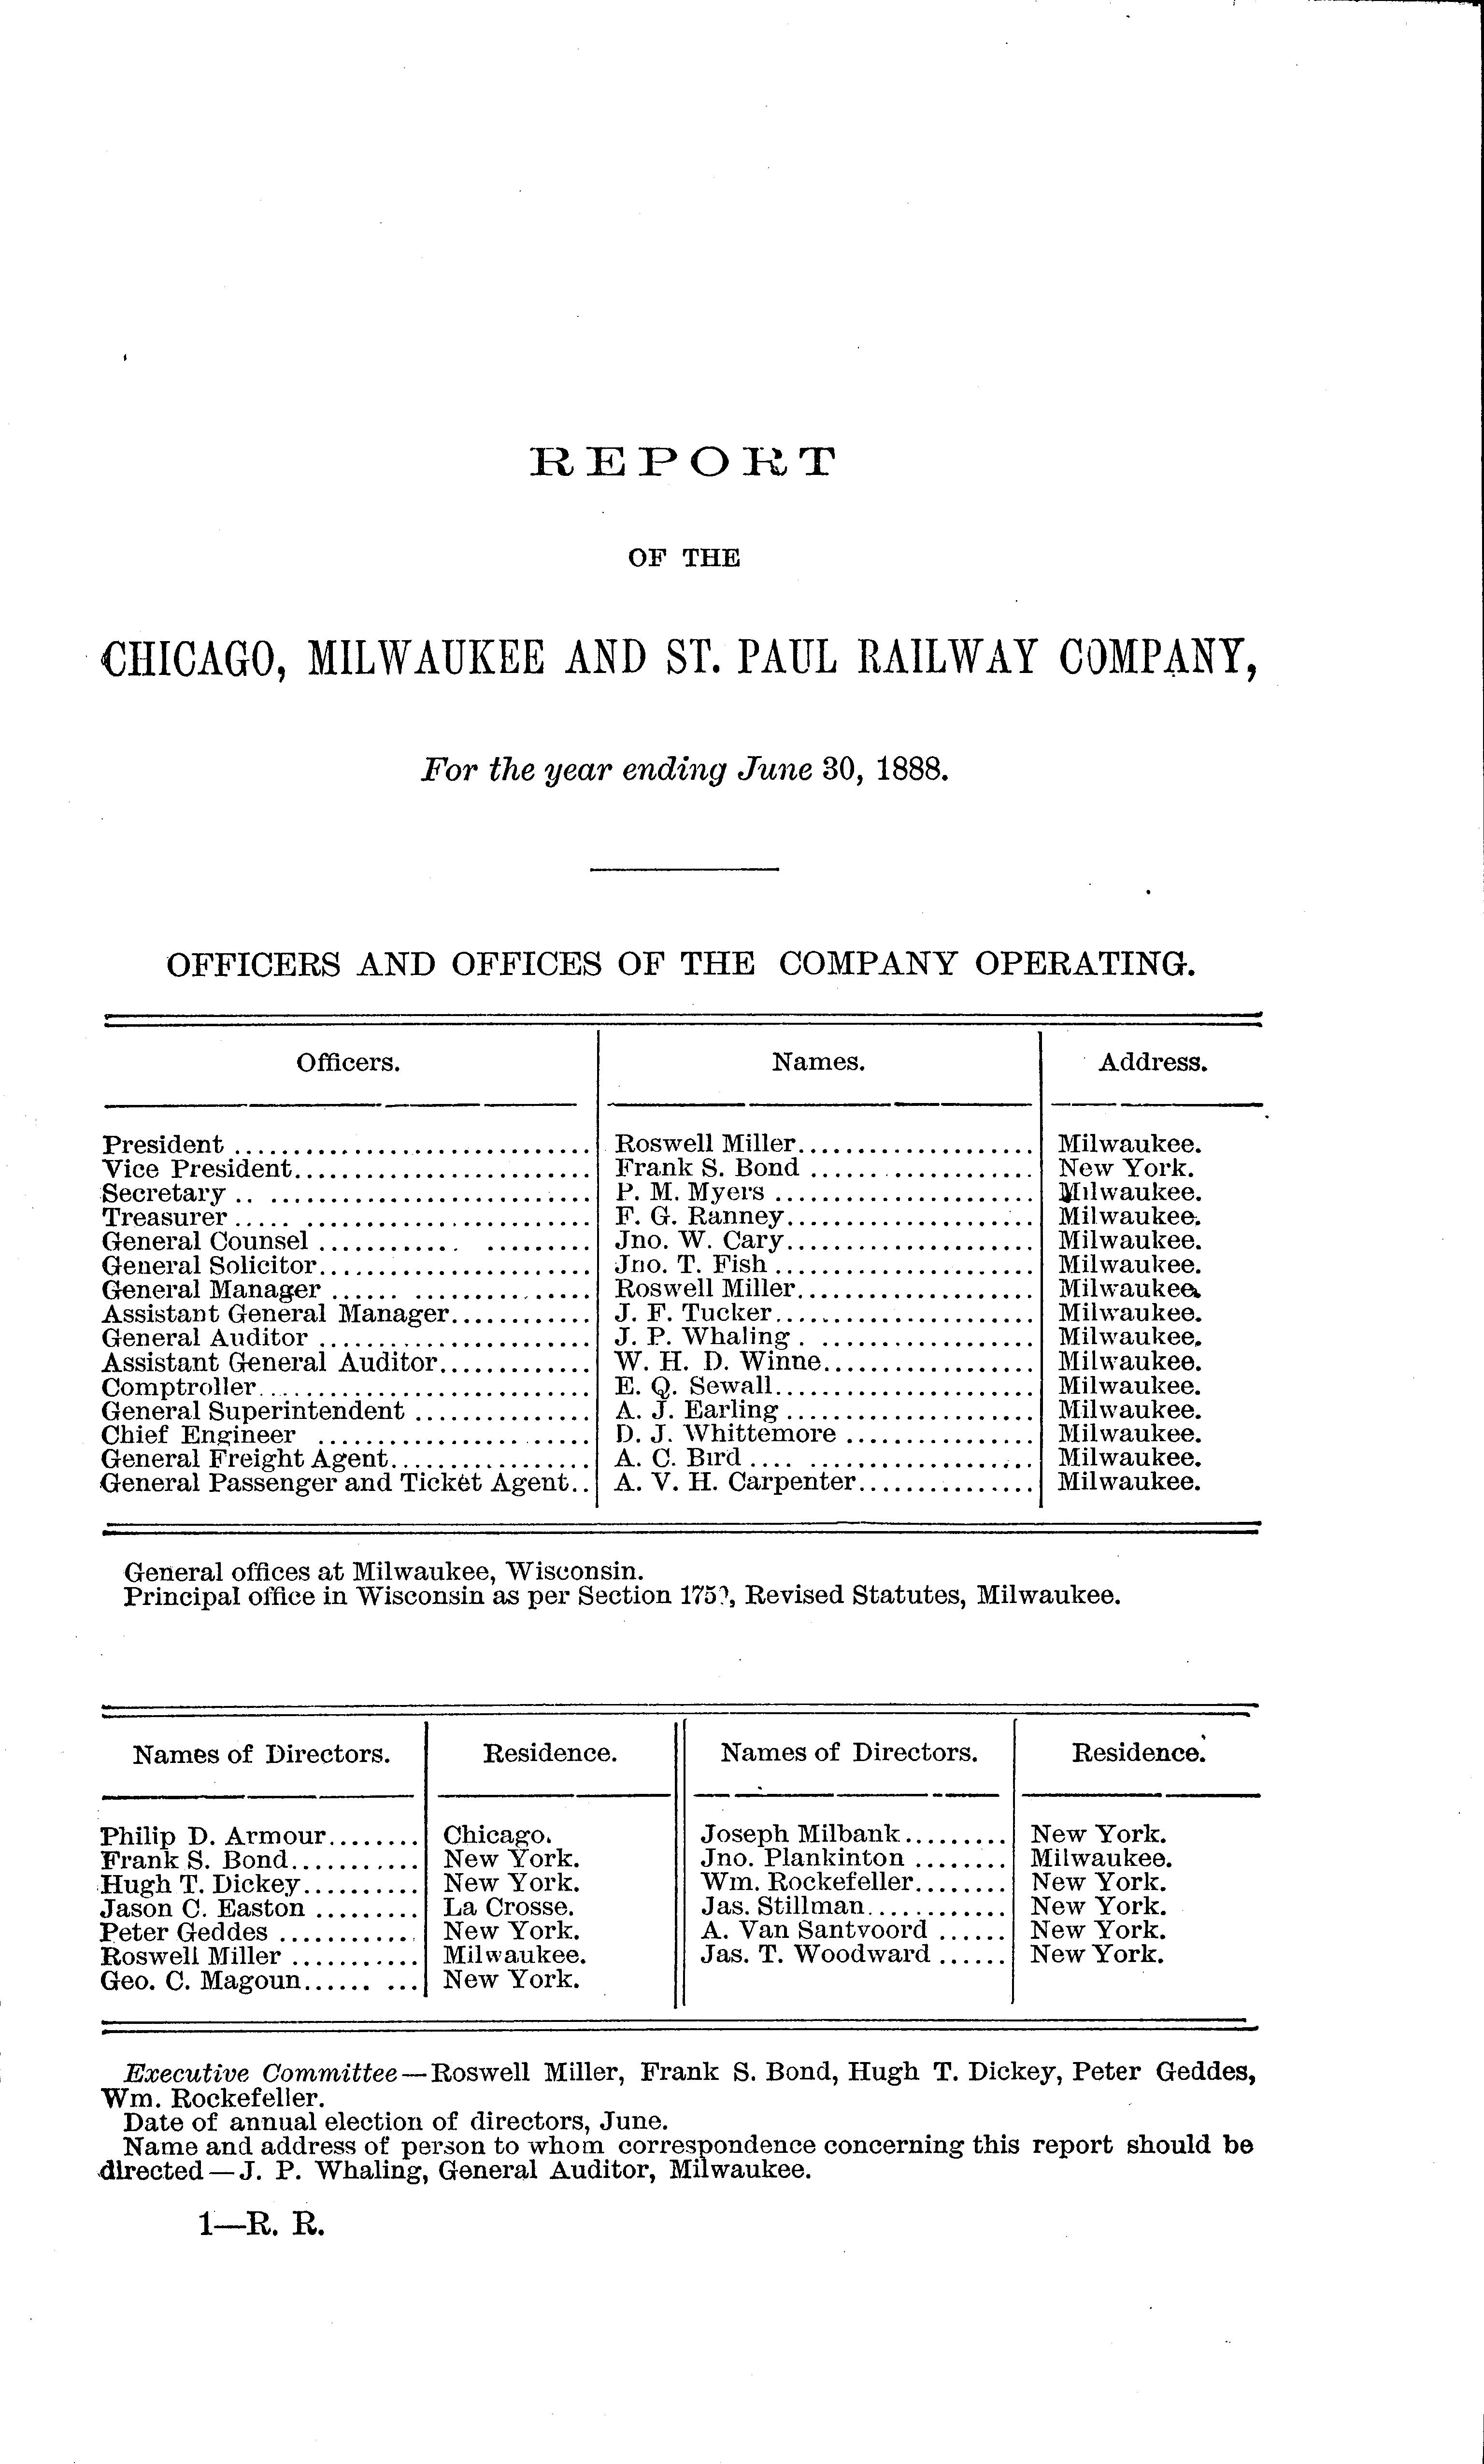 REPORT
OF THE
CHICAGO, MILWAUKEE AND ST. PAUL RAILWAY COMPANY,
For the year ending June 30, 1888.
OFFICERS AND OFFICES OF THE COMPANY OPERATING.
Officers. Names. Address.
President .............................. Roswell Miller.................... Milwaukee.
Vice President......................... Frank S. Bond ................... New York.
Secretary .. ........................... P. M. Myers ...................... Milwaukee.
Treasurer ..... ........................ F. G. Ranney..................... Milwaukee.
General Counsel ............ ......... Jno. W. Cary..................... Milwaukee.
General Solicitor....................... Jno. T. Fish ...................... Milwaukee.
General Manager ...... ............... Roswell Miller.................... Milwaukee.
Assistant General Manager............ J. F. Tucker...................... Milwaukee.
General Auditor ....................... J. P. Whaling . .................. Milwaukee.
Assistant General Auditor............. W. H. D. Winne.................. Milwaukee.
Comptroller............................ E. Q. Sewall...................... Milwaukee.
General Superintendent ............... A. J. Earling ..................... Milwaukee.
Chief Engineer ....................... D. J. Whittemore ................ Milwaukee.
General Freight Agent................. A. C. Bird .... ................... Milwaukee.
General Passenger and Ticket Agent.. A. V. H. Carpenter............... Milwaukee.
General offices at Milwaukee, Wisconsin.
Principal office in Wisconsin as per Section Revised Statutes, Milwaukee.
Names of Directors. Residence. Names of Directors. Residence.
Philip D. Armour........ Chicago. Joseph Milbank......... New York.
Frank S. Bond........... New York. Jno. Plankinton ........ Milwaukee.
Hugh T. Dickey.......... New York. Wm. Rockefeller........ New York.
Jason C. Easton ......... La Crosse. Jas. Stillman............ New York.
Peter Geddes ............ New York. A. Van Santvoord ...... New York.
Roswell Miller ........... Milwaukee. Jas. T. Woodward ...... New York.
Geo. C. Magoun...... ... New York.
Executive Committee—Roswell Miller, Frank S. Bond, Hugh T. Dickey, Peter Geddes,
Wm. Rockefeller.
Date of annual election of directors, June.
Name and address of person to whom correspondence concerning this report should be
directed—J. P. Whaling, General Auditor, Milwaukee.
1—R. R.